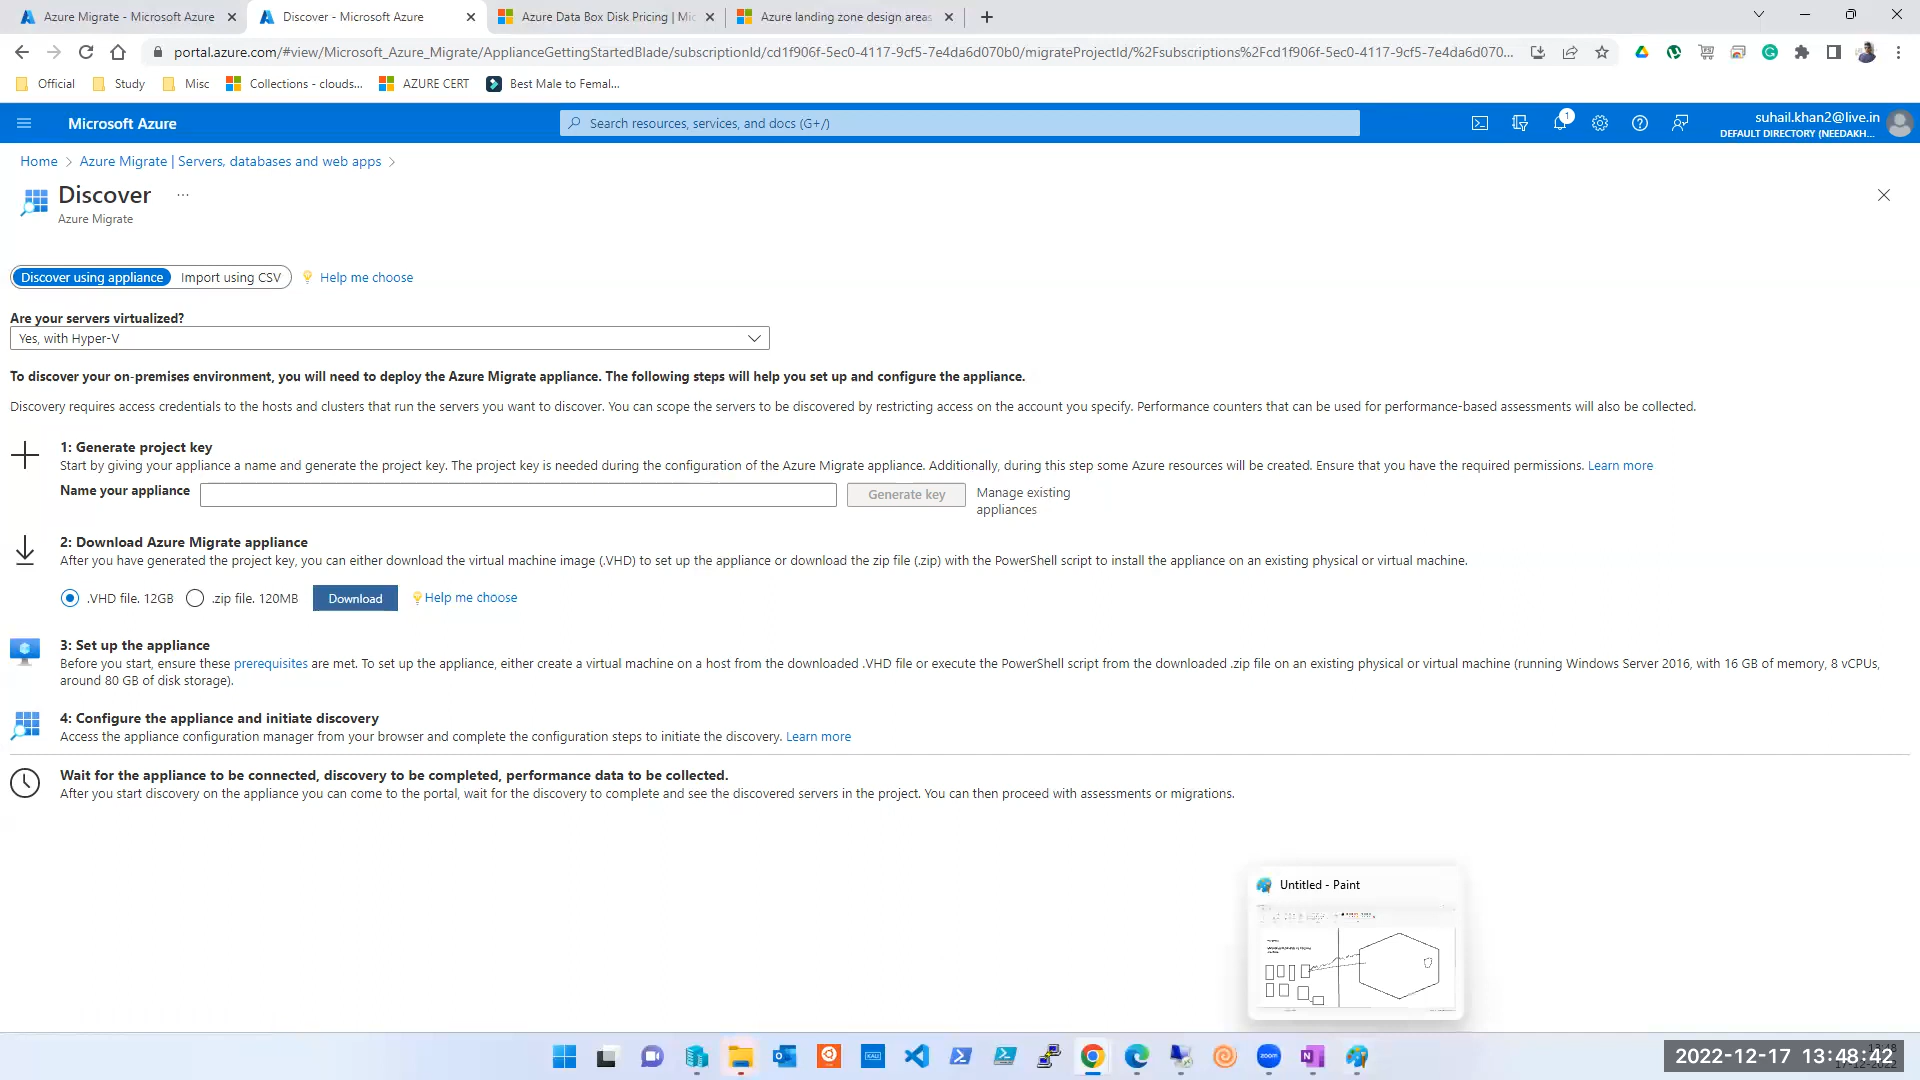 Azure Migrate - Microsoft Azure
Discover - Microsoft Azure
Azure Data Box Disk Pricing | Mic
Azure landing zone design areas
portal.azure.com/#view/Microsoft_Azure_Migrate/ApplianceGettingStartedBlade/subscriptionId/cd1f906f-5ec0-4117-9cf5-7e4da6d070b0/migrateProjectId/%2Fsubscriptions%2Fcd1f906f-5ec0-4117-9cf5-7e4da6d070...
Official
Study
Misc
Collections - clouds...
AZURE CERT
Best Male to Femal...
Microsoft Azure
Search resources, services, and docs (G+/)
1
suhail.khan2@live.in
DEFAULT DIRECTORY (NEEDAKH...
Home > Azure Migrate | Servers, databases and web apps >
Discover ...
Azure Migrate
Discover using appliance
Import using CSV
Help me choose
Are your servers virtualized?
Yes, with Hyper-V
To discover your on-premises environment, you will need to deploy the Azure Migrate appliance. The following steps will help you set up and configure the appliance.
Discovery requires access credentials to the hosts and clusters that run the servers you want to discover. You can scope the servers to be discovered by restricting access on the account you specify. Performance counters that can be used for performance-based assessments will also be collected.
1: Generate project key
Start by giving your appliance a name and generate the project key. The project key is needed during the configuration of the Azure Migrate appliance. Additionally, during this step some Azure resources will be created. Ensure that you have the required permissions. Learn more
Name your appliance
Generate key
Manage existing
appliances
2: Download Azure Migrate appliance
After you have generated the project key, you can either download the virtual machine image (.VHD) to set up the appliance or download the zip file (.zip) with the PowerShell script to install the appliance on an existing physical or virtual machine.
.VHD file. 12GB
.zip file. 120MB
Download
Help me choose
3: Set up the appliance
Before you start, ensure these prerequisites are met. To set up the appliance, either create a virtual machine on a host from the downloaded .VHD file or execute the PowerShell script from the downloaded .zip file on an existing physical or virtual machine (running Windows Server 2016, with 16 GB of memory, 8 vCPUs,
around 80 GB of disk storage).
4: Configure the appliance and initiate discovery
Access the appliance configuration manager from your browser and complete the configuration steps to initiate the discovery. Learn more
Wait for the appliance to be connected, discovery to be completed, performance data to be collected.
After you start discovery on the appliance you can come to the portal, wait for the discovery to complete and see the discovered servers in the project. You can then proceed with assessments or migrations.
Untitled - Paint
zoom
2022-12-17 13:48:42